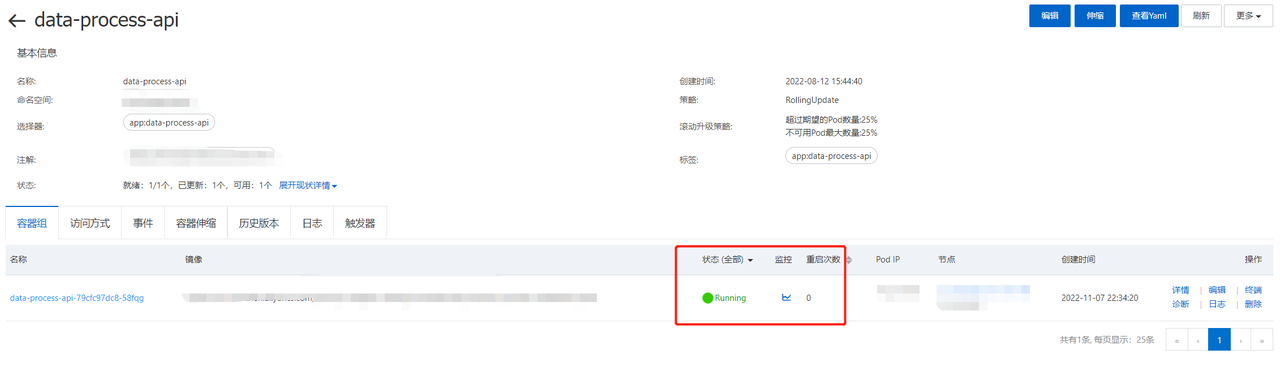 data-process-api
编辑 伸缩 查看Yaml 刷新 更多
基本信息
名称: data-process-api 创建时间: 2022-08-12 15:44:40
命名空间: 策略: RollingUpdate
选择器: app:data-process-api 滚动升级策略: 超过期望的Pod数量:25%
不可用Pod最大数量:25%
注解: 标签: app:data-process-api
状态: 就绪：1/1个，已更新：1个，可用：1个 展开现状详情
容器组 访问方式 事件 容器伸缩 历史版本 日志 触发器
名称 镜像 状态 (全部) 监控 重启次数 Pod IP 节点 创建时间 操作
data-process-api-79cfc97dc8-58fqg Running 0 2022-11-07 22:34:20 详情 | 编辑 | 终端
诊断 | 日志 | 删除
共有1条, 每页显示：25条 « ‹ 1 › »